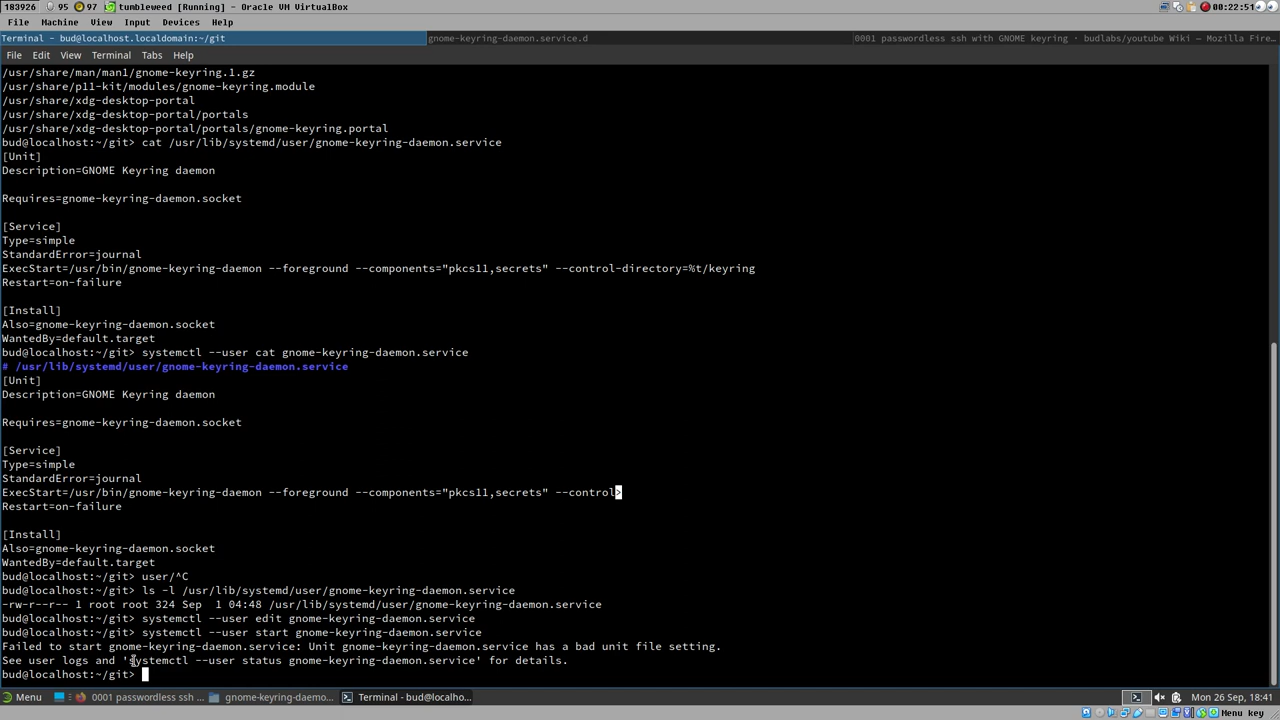 183926 95 97 tumbleweed [Running] - Oracle VM VirtualBox 00:22:51
File Machine View Input Devices Help
Terminal - bud@localhost.localdomain:~/git gnome-keyring-daemon.service.d 0001 passwordless ssh with GNOME keyring · budlabs/youtube Wiki — Mozilla Fire...
File Edit View Terminal Tabs Help
/usr/share/man/man1/gnome-keyring.1.gz
/usr/share/p11-kit/modules/gnome-keyring.module
/usr/share/xdg-desktop-portal
/usr/share/xdg-desktop-portal/portals
/usr/share/xdg-desktop-portal/portals/gnome-keyring.portal
bud@localhost:~/git> cat /usr/lib/systemd/user/gnome-keyring-daemon.service
[Unit]
Description=GNOME Keyring daemon
Requires=gnome-keyring-daemon.socket
[Service]
Type=simple
StandardError=journal
ExecStart=/usr/bin/gnome-keyring-daemon --foreground --components="pkcs11,secrets" --control-directory=%t/keyring
Restart=on-failure
[Install]
Also=gnome-keyring-daemon.socket
WantedBy=default.target
bud@localhost:~/git> systemctl --user cat gnome-keyring-daemon.service
# /usr/lib/systemd/user/gnome-keyring-daemon.service
[Unit]
Description=GNOME Keyring daemon
Requires=gnome-keyring-daemon.socket
[Service]
Type=simple
StandardError=journal
ExecStart=/usr/bin/gnome-keyring-daemon --foreground --components="pkcs11,secrets" --control>
Restart=on-failure
[Install]
Also=gnome-keyring-daemon.socket
WantedBy=default.target
bud@localhost:~/git> user/^C
bud@localhost:~/git> ls -l /usr/lib/systemd/user/gnome-keyring-daemon.service
-rw-r--r-- 1 root root 324 Sep  1 04:48 /usr/lib/systemd/user/gnome-keyring-daemon.service
bud@localhost:~/git> systemctl --user edit gnome-keyring-daemon.service
bud@localhost:~/git> systemctl --user start gnome-keyring-daemon.service
Failed to start gnome-keyring-daemon.service: Unit gnome-keyring-daemon.service has a bad unit file setting.
See user logs and 'systemctl --user status gnome-keyring-daemon.service' for details.
bud@localhost:~/git>
Menu 0001 passwordless ssh ... gnome-keyring-daemo... Terminal - bud@localho... Mon 26 Sep, 18:41
Menu key